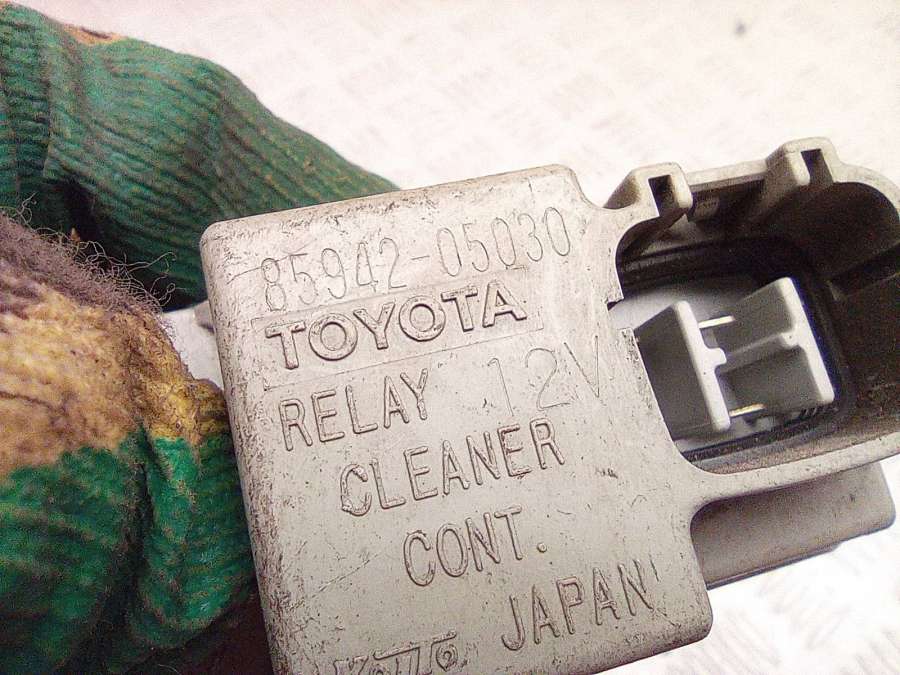 85942-05030
TOYOTA
RELAY 12V
CLEANER
CONT.
JAPAN